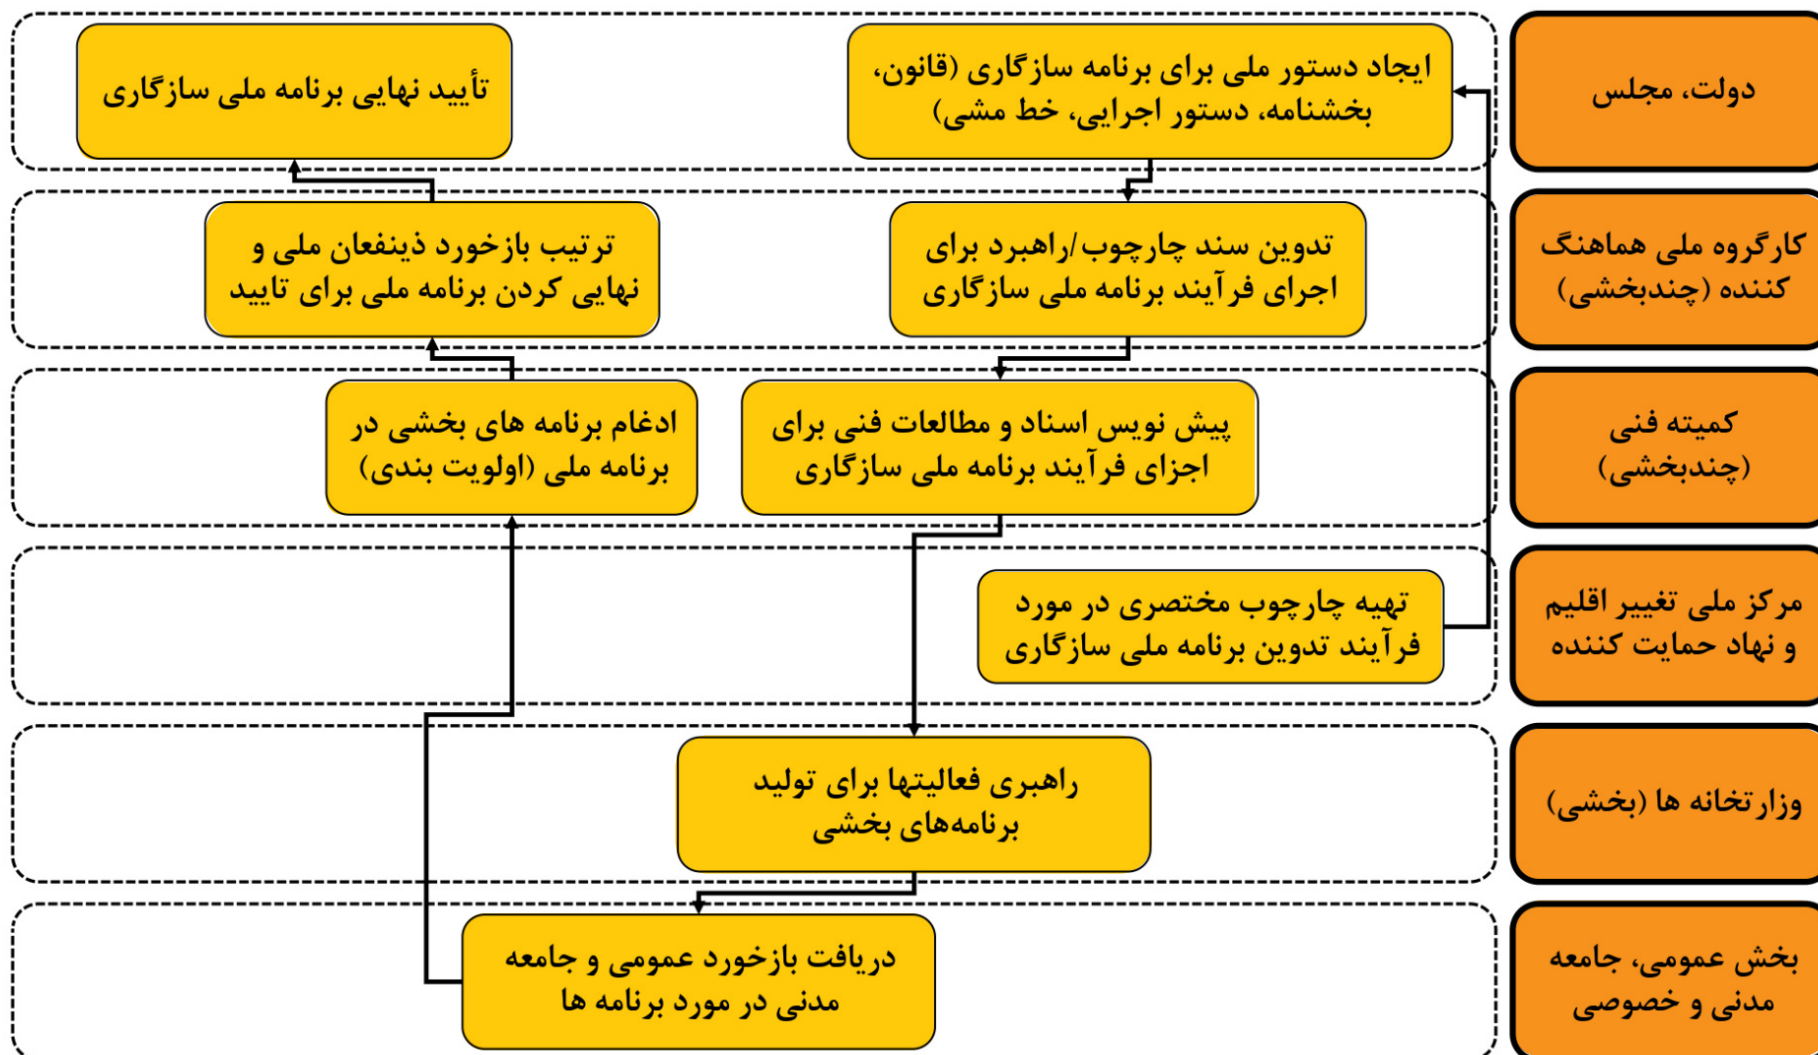 دولت، مجلس
ایجاد دستور ملی برای برنامه سازگاری (قانون،
بخشنامه، دستور اجرایی، خط مشی)
تأیید نهایی برنامه ملی سازگاری
کارگروه ملی هماهنگ
کننده (چندبخشی)
تدوین سند چارچوب/راهبرد برای
اجرای فرآیند برنامه ملی سازگاری
ترتیب بازخورد ذینفعان ملی و
نهایی کردن برنامه ملی برای تایید
کمیته فنی
(چندبخشی)
پیش نویس اسناد و مطالعات فنی برای
اجزای فرآیند برنامه ملی سازگاری
ادغام برنامه های بخشی در
برنامه ملی (اولویت بندی)
مرکز ملی تغییر اقلیم
و نهاد حمایت کننده
تهیه چارچوب مختصری در مورد
فرآیند تدوین برنامه ملی سازگاری
وزارتخانه ها (بخشی)
راهبری فعالیتها برای تولید
برنامه‌های بخشی
بخش عمومی، جامعه
مدنی و خصوصی
دریافت بازخورد عمومی و جامعه
مدنی در مورد برنامه ها